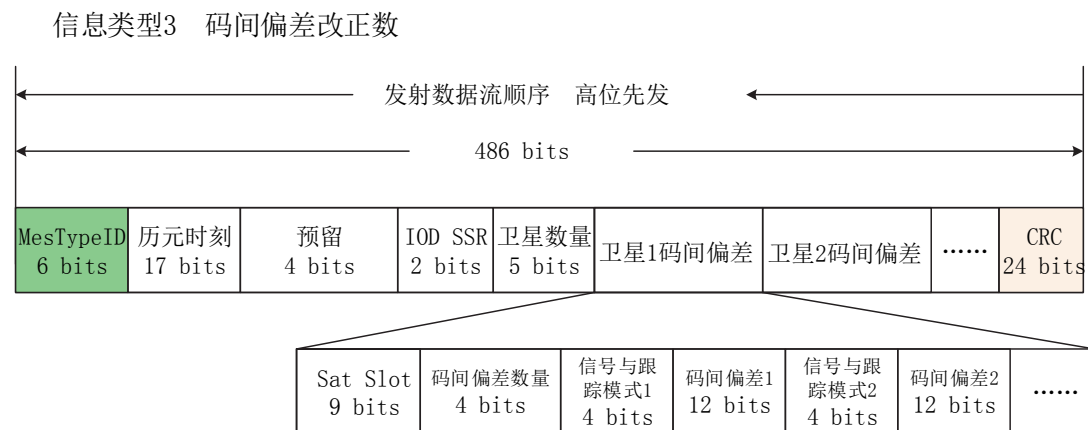 信息类型3 码间偏差改正数
发射数据流顺序 高位先发
486 bits
MesTypeID
6 bits
历元时刻
17 bits
预留
4 bits
IOD SSR
2 bits
卫星数量
5 bits
卫星1码间偏差
卫星2码间偏差
……
CRC
24 bits
Sat Slot
9 bits
码间偏差数量
4 bits
信号与跟
踪模式1
4 bits
码间偏差1
12 bits
信号与跟
踪模式2
4 bits
码间偏差2
12 bits
……